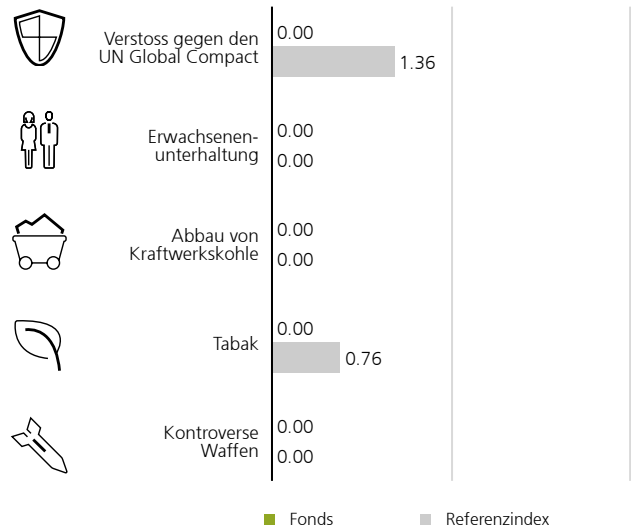 Verstoss gegen den
UN Global Compact
0.00
1.36
Erwachsenen-
unterhaltung
0.00
0.00
Abbau von
Kraftwerkskohle
0.00
0.00
Tabak
0.00
0.76
Kontroverse
Waffen
0.00
0.00
Fonds
Referenzindex